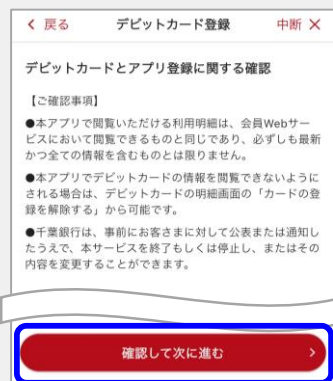 戻る デビットカード登録 中断
デビットカードとアプリ登録に関する確認
【ご確認事項】
●本アプリで閲覧いただける利用明細は、会員Webサー
ビスにおいて閲覧できるものと同じであり、必ずしも最新
かつ全ての情報を含むものとは限りません。
●本アプリでデビットカードの情報を閲覧できないように
される場合は、デビットカードの明細画面の「カードの登
録を解除する」から可能です。
●千葉銀行は、事前にお客さまに対して公表または通知し
たうえで、本サービスを終了もしくは停止し、またはその
内容を変更することができます。
確認して次に進む